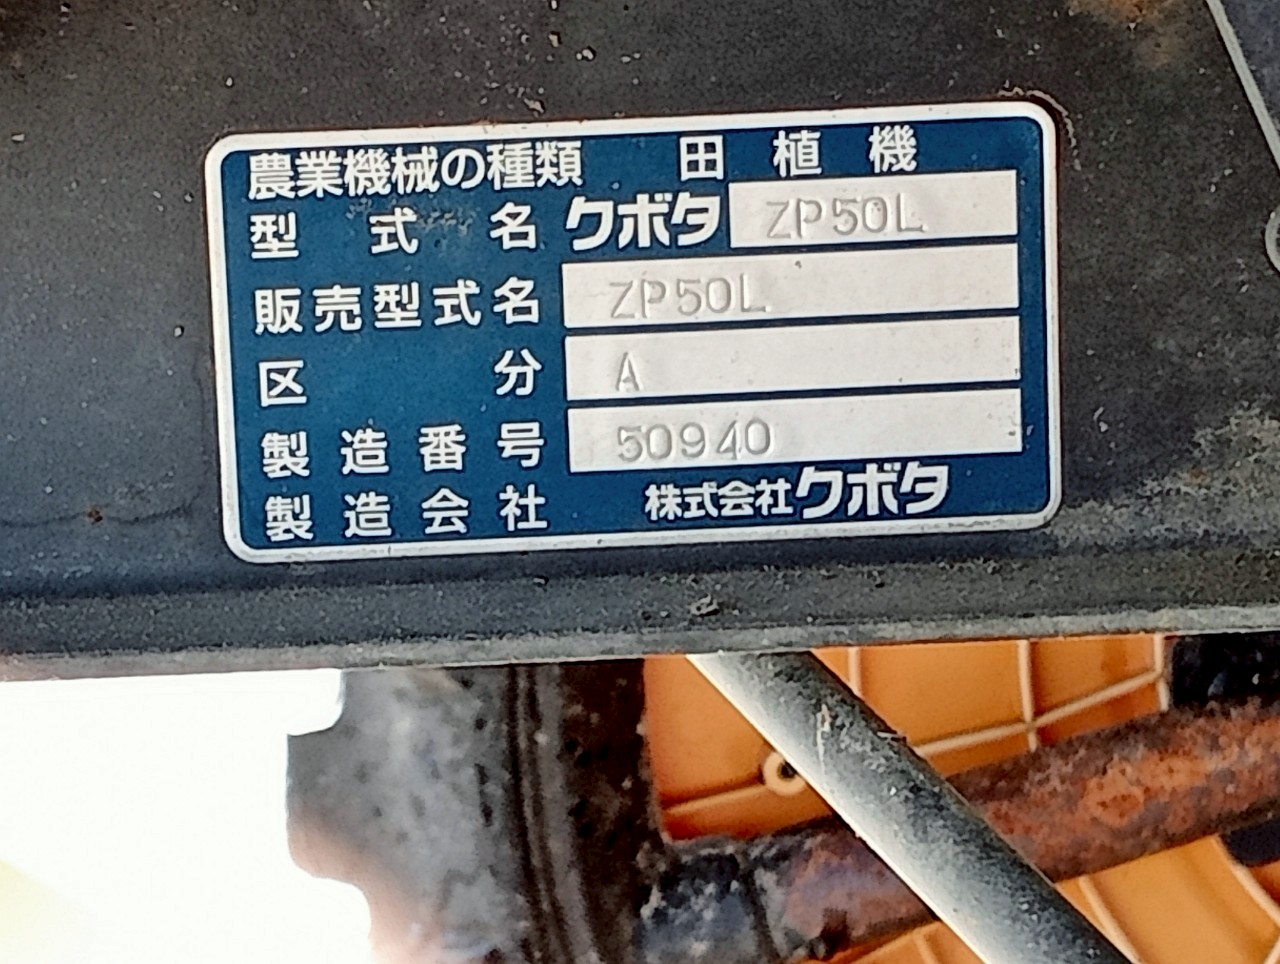 農業機械の種類 田植機
型式名 クボタ ZP50L
販売型式名 ZP50L
区分 A
製造番号 50940
製造会社 株式会社クボタ